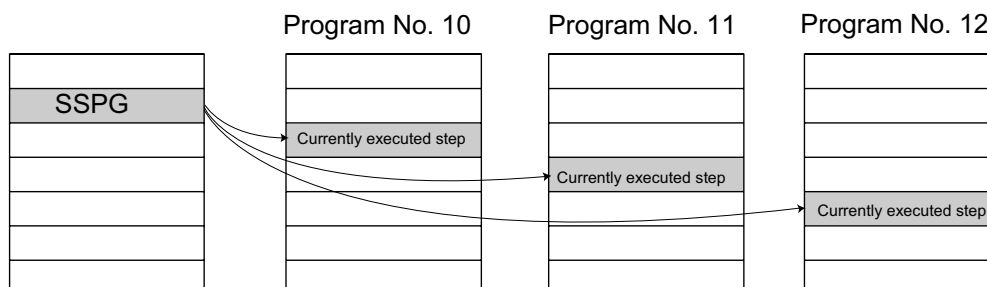 Program No. 10 Program No. 11 Program No. 12
SSPG
Currently executed step
Currently executed step
Currently executed step